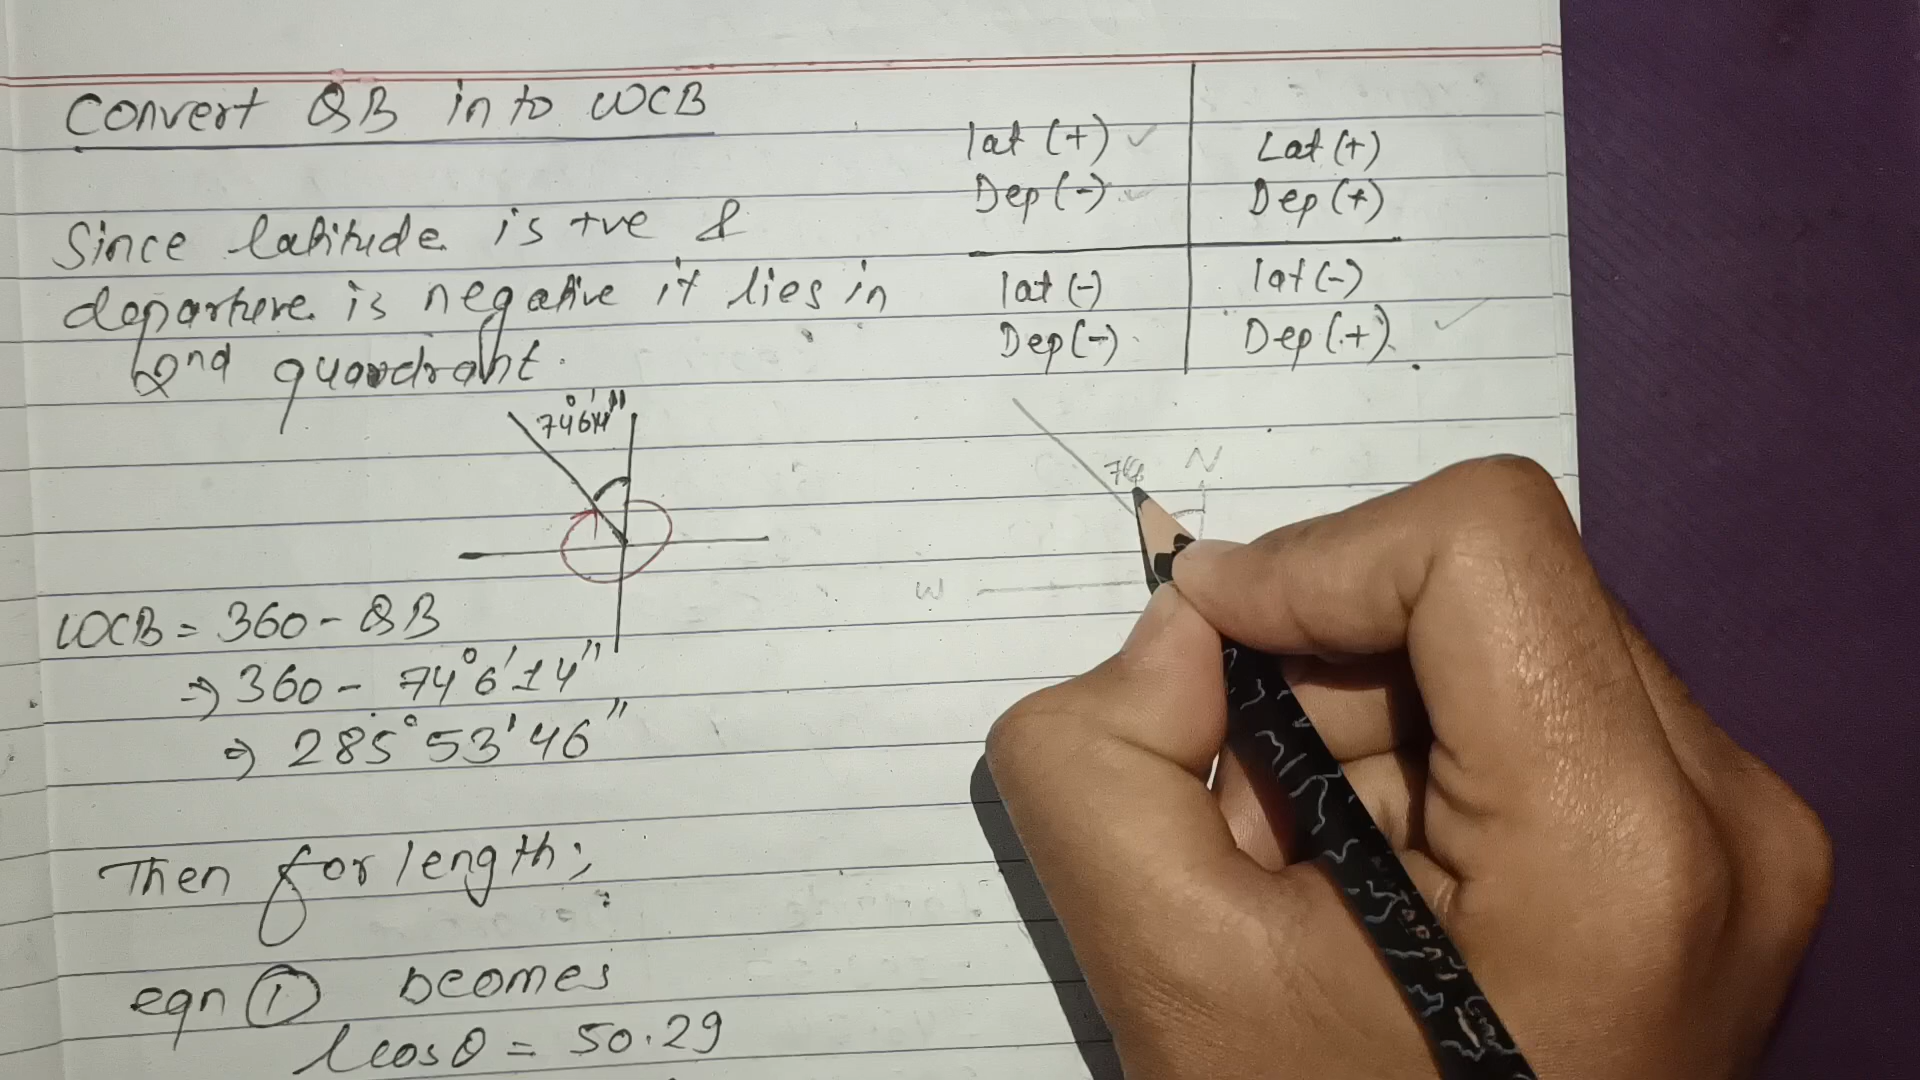 Convert QB in to WCB
lat (+)
Dep (-)
Lat (+)
Dep (+)
lat (-)
Dep (-)
lat (-)
Dep (+)
Since latitude is +ve &
departure is negative it lies in
2nd quadrant.
74°6'14"
N
W
WCB = 360 - QB
⇒ 360 - 74°6'14"
⇒ 285°53'46"
Then for length;
eqn ① becomes
lcosθ = 50.29